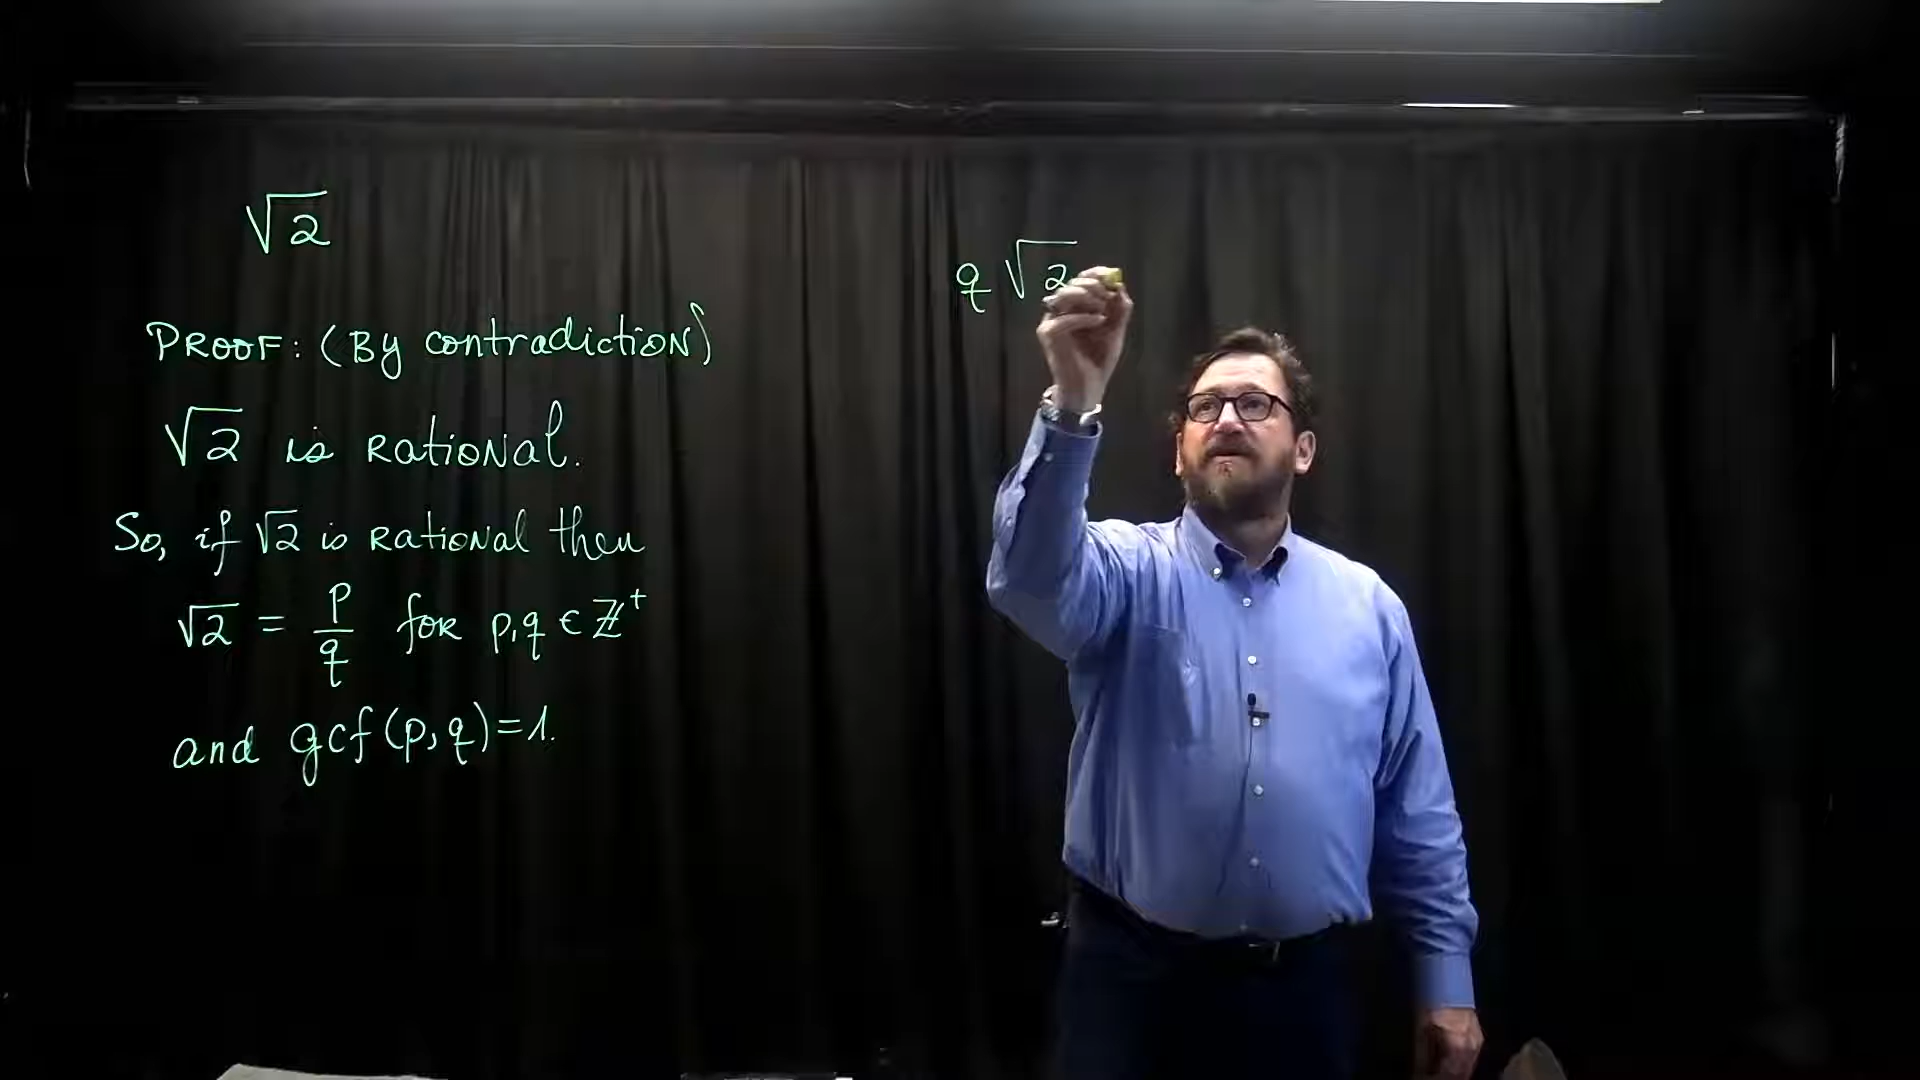 √2
PROOF: (By contradiction)
√2 is rational.
So, if √2 is rational then
√2 = p/q for p,q ∈ ℤ⁺
and gcf(p,q)=1.
q √2